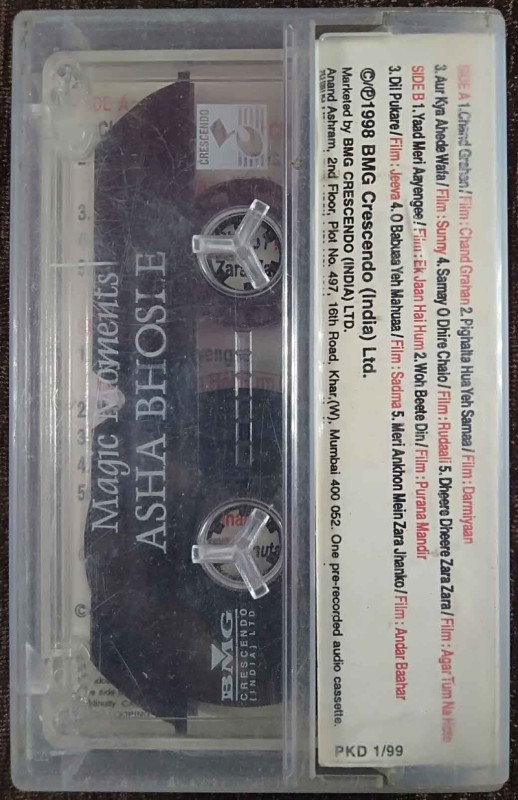 SIDE A 1.Chand Grahan / Film : Chand Grahan 2. Pighalta Hua Yeh Samaa / Film : Darmiyaan
3. Aur Kya Ahede Wafa / Film : Sunny 4. Samay O Dhire Chalo / Film : Rudaali 5. Dheere Dheere Zara Zara / Film : Agar Tum Na Hote
SIDE B 1.Yaad Meri Aayengee / Film : Ek Jaan Hai Hum 2. Woh Beete Din / Film : Purana Mandir
3. Dil Pukare / Film : Jeeva 4. O Babuaa Yeh Mahuaa / Film : Sadma 5. Meri Ankhon Mein Zara Jhanko / Film : Andar Baahar
©/℗1998 BMG Crescendo (India) Ltd.
Marketed by BMG CRESCENDO (INDIA) LTD.
Anand Ashram, 2nd Floor, Plot No. 497, 16th Road, Khar,(W), Mumbai 400 052. One pre-recorded audio cassette.
PKD 1/99
CRESCENDO
ASHA BHOSLE
Magic Moments
BMG
CRESCENDO
(INDIA) LTD